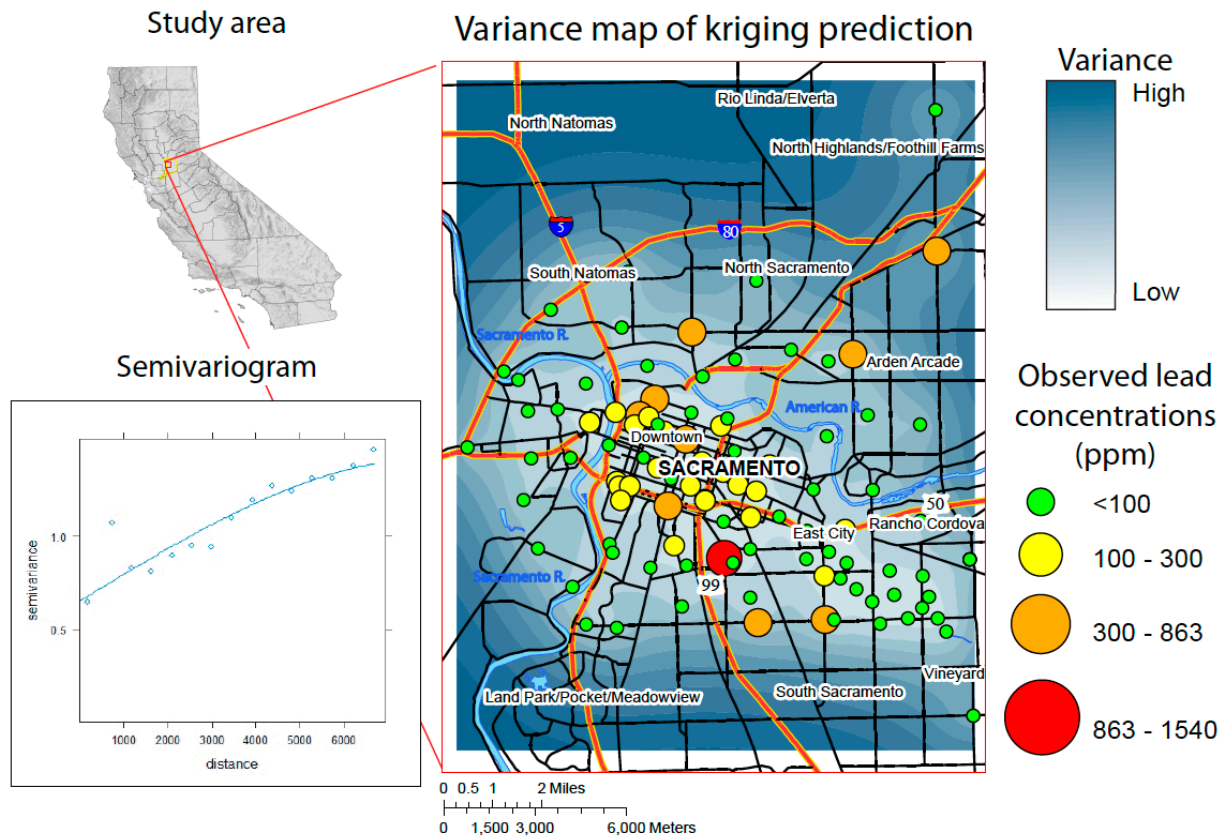 Study area
Variance map of kriging prediction
Variance
High
Low
Rio Linda/Elverta
North Natomas
North Highlands/Foothill Farms
5
80
South Natomas
North Sacramento
Sacramento R.
Arden Arcade
American R.
Downtown
SACRAMENTO
50
Rancho Cordova
East City
Sacramento R.
99
Vineyard
Land Park/Pocket/Meadowview
South Sacramento
Semivariogram
semivariance
1.0
0.5
1000 2000 3000 4000 5000 6000
distance
Observed lead
concentrations
(ppm)
<100
100 - 300
300 - 863
863 - 1540
0 0.5 1 2 Miles
0 1,500 3,000 6,000 Meters